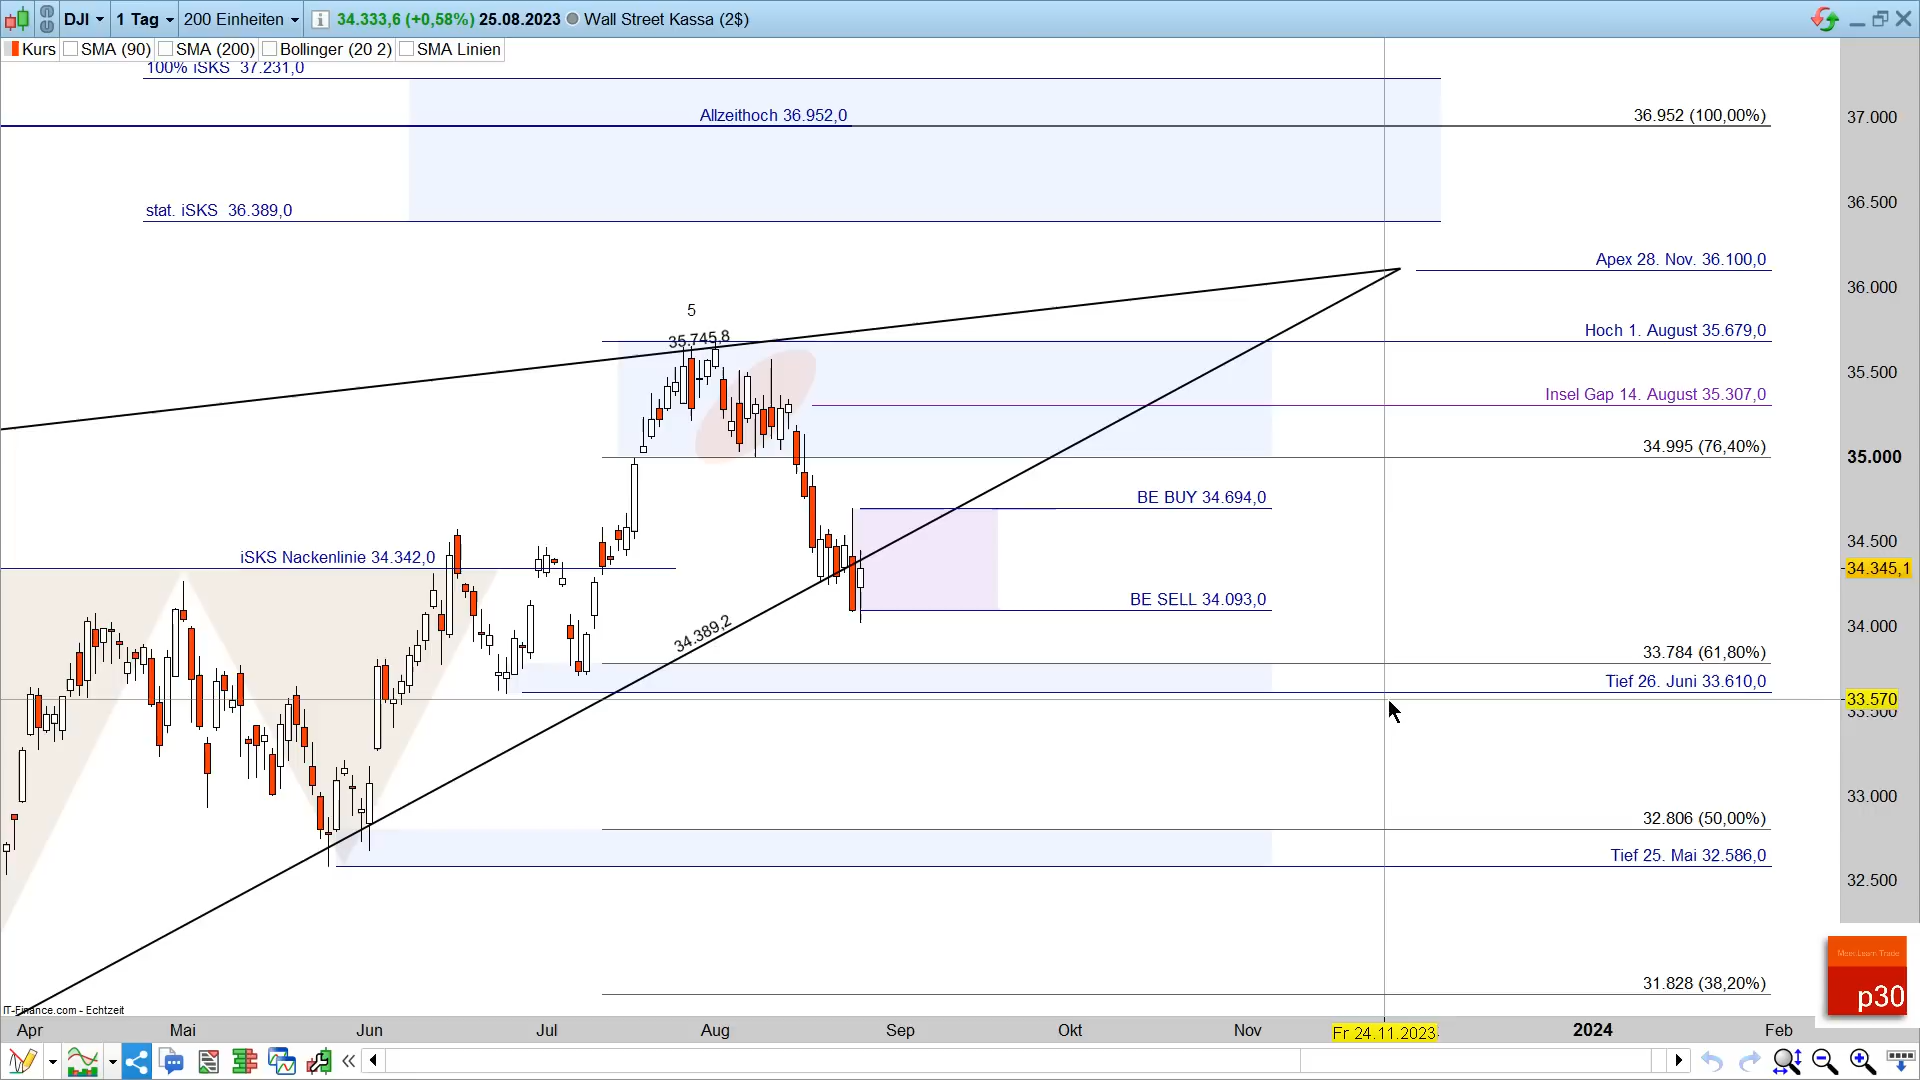 DJI 1 Tag 200 Einheiten 34.333,6 (+0,58%) 25.08.2023 Wall Street Kassa (2$)
Kurs SMA (90) SMA (200) Bollinger (20 2) SMA Linien
100% iSKS 37.231,0
Allzeithoch 36.952,0
36.952 (100,00%)
37.000
stat. iSKS 36.389,0
36.500
Apex 28. Nov. 36.100,0
36.000
5
35.745,8
Hoch 1. August 35.679,0
35.500
Insel Gap 14. August 35.307,0
34.995 (76,40%)
35.000
BE BUY 34.694,0
34.500
iSKS Nackenlinie 34.342,0
34.345,1
BE SELL 34.093,0
34.000
34.389,2
33.784 (61,80%)
Tief 26. Juni 33.610,0
33.570
33.500
33.000
32.806 (50,00%)
Tief 25. Mai 32.586,0
32.500
31.828 (38,20%)
Meer.Learn Trade
p30
IT-Finance.com - Echtzeit
Apr Mai Jun Jul Aug Sep Okt Nov Fr 24.11.2023 2024 Feb